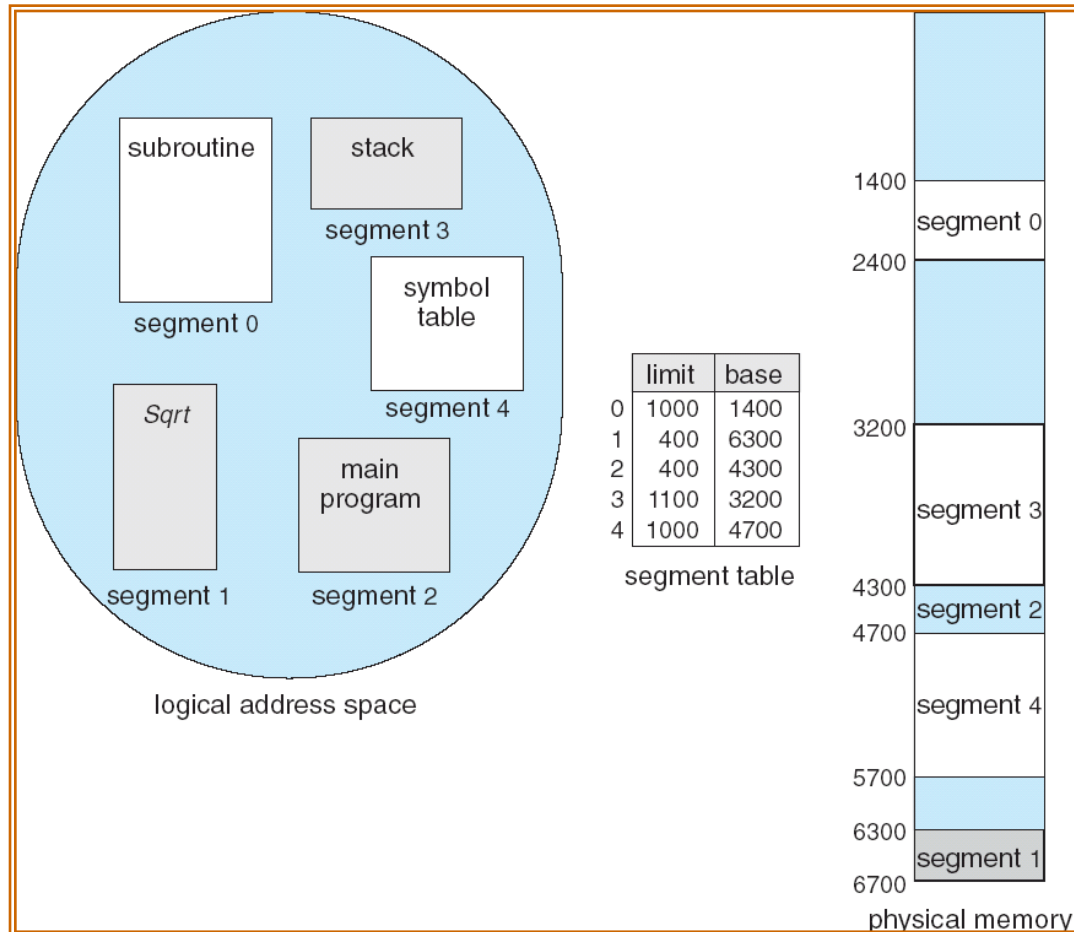 subroutine
segment 0
stack
segment 3
symbol
table
segment 4
Sqrt
segment 1
main
program
segment 2
logical address space
limit base
0 1000 1400
1 400 6300
2 400 4300
3 1100 3200
4 1000 4700
segment table
1400
segment 0
2400
3200
segment 3
4300
segment 2
4700
segment 4
5700
6300
segment 1
6700
physical memory